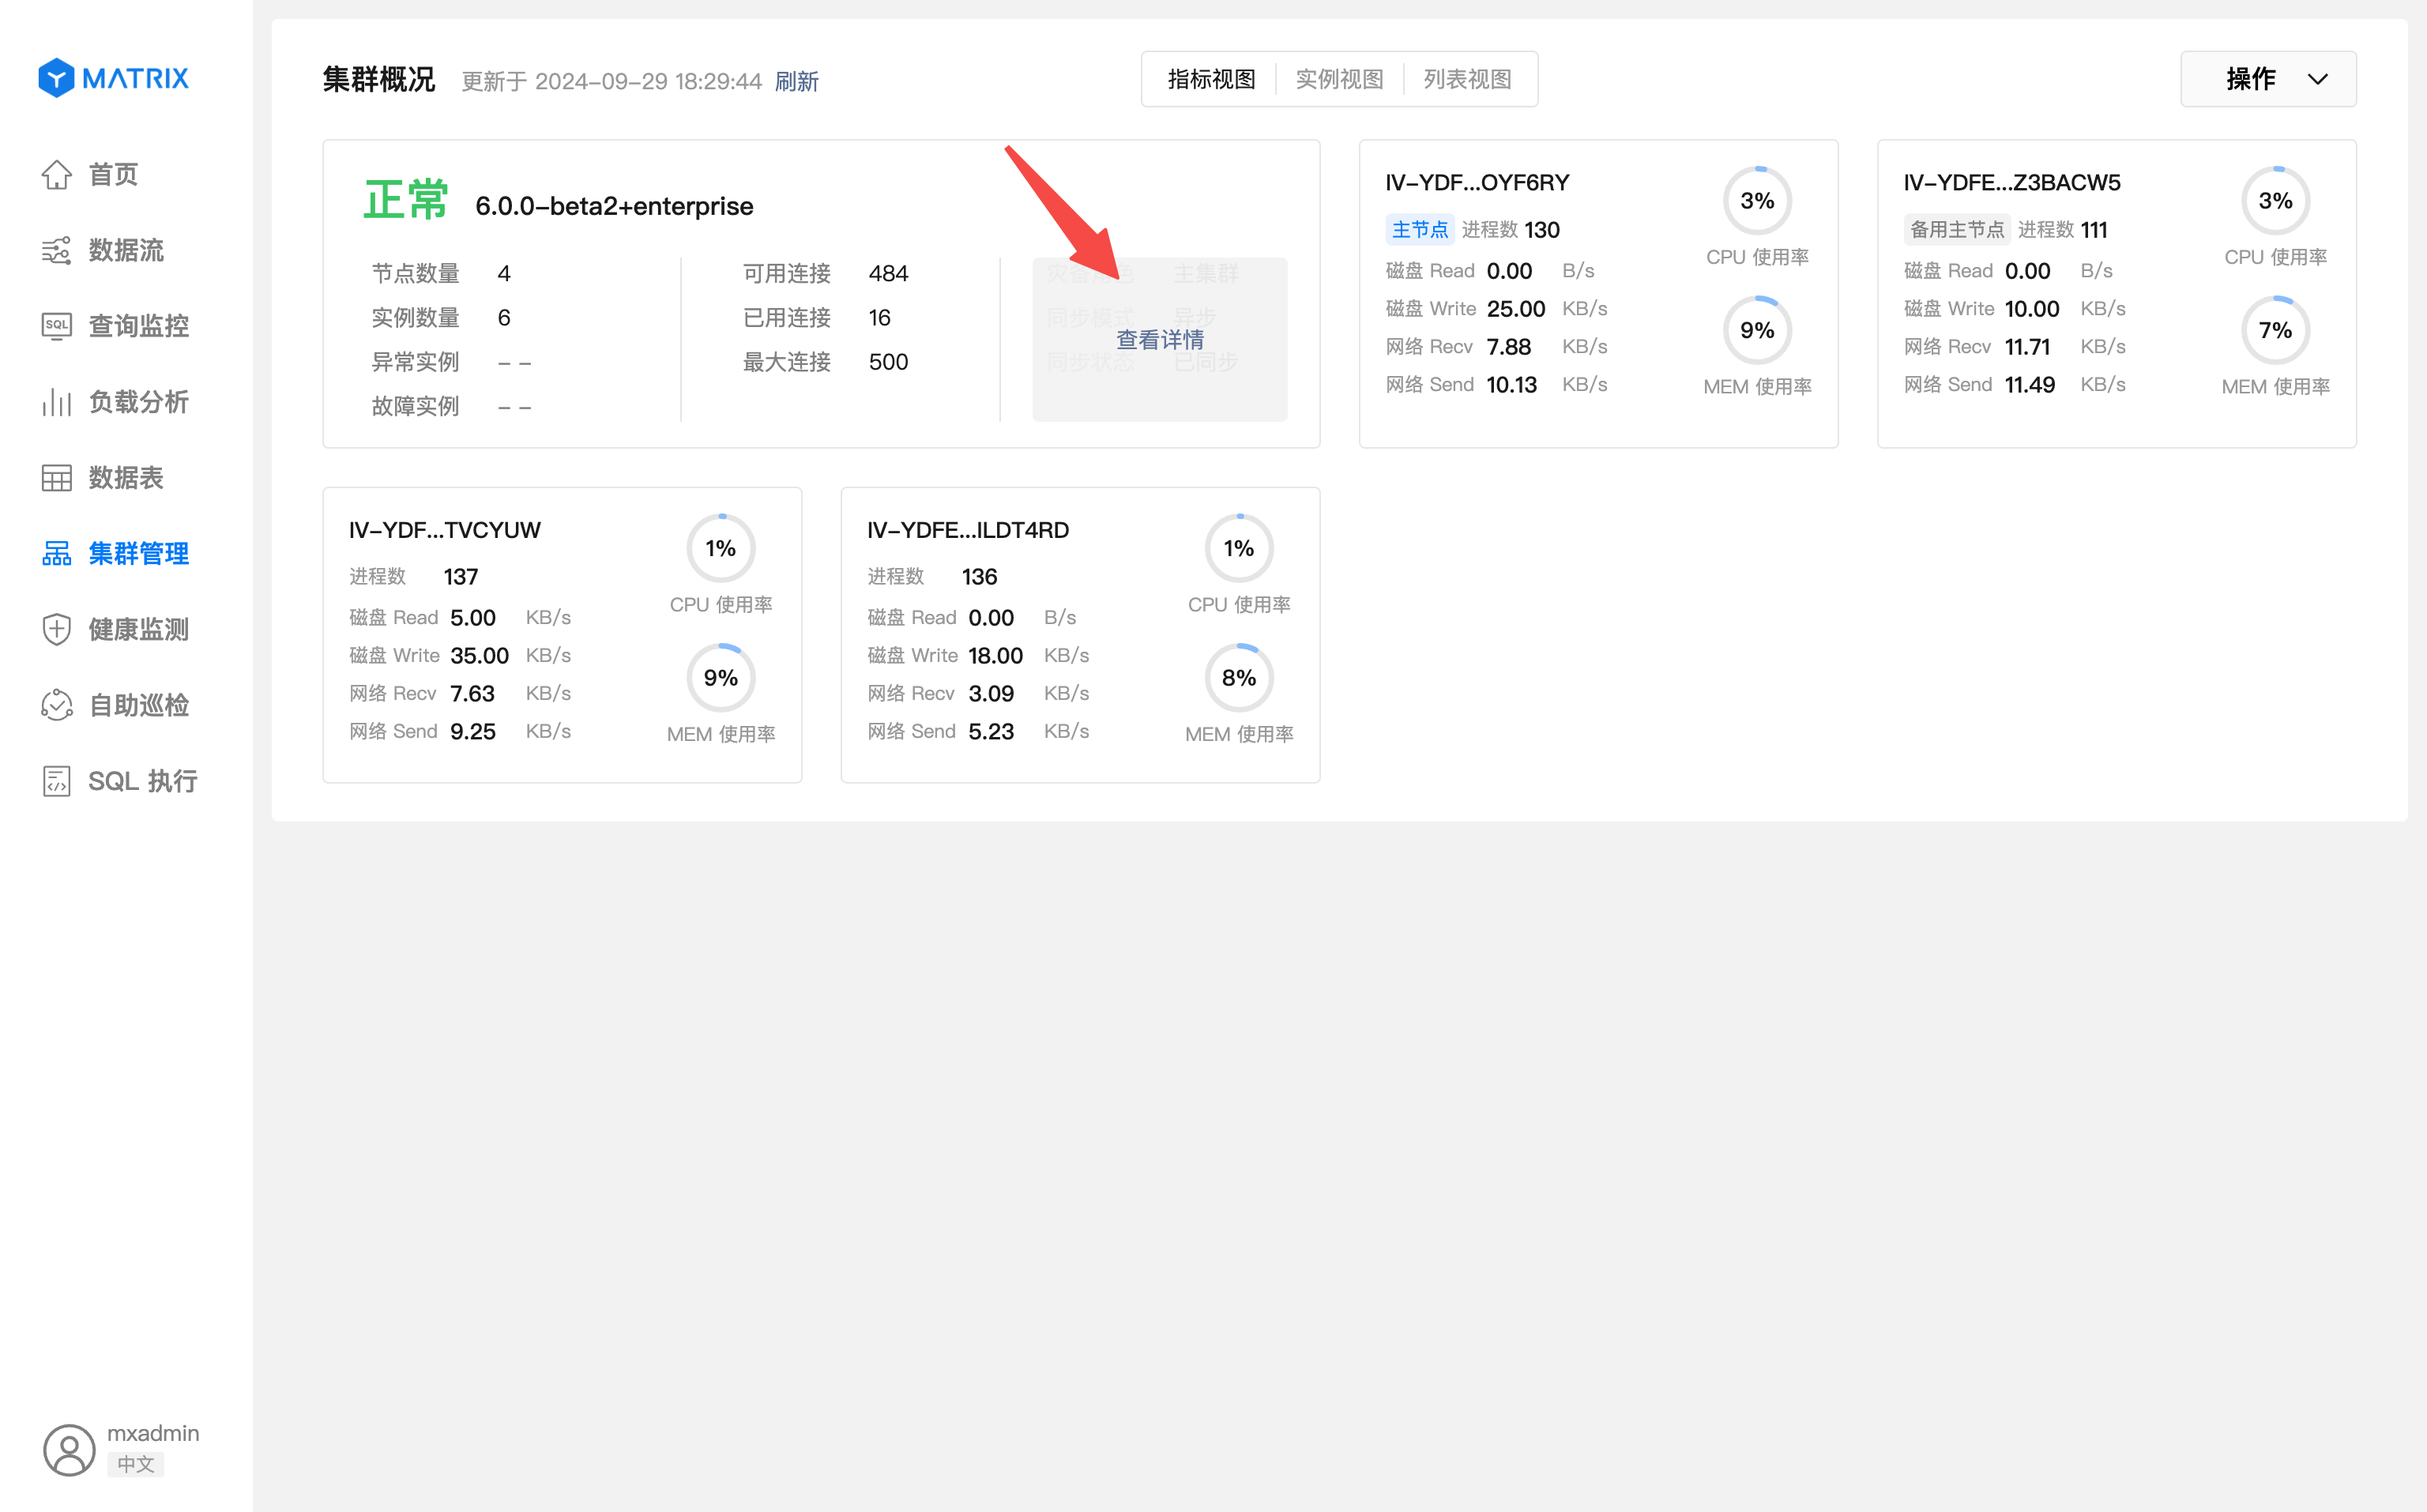 MATRIX
首页
数据流
SQL
查询监控
负载分析
数据表
集群管理
健康监测
自助巡检
SQL 执行
mxadmin
中文
集群概况 更新于 2024-09-29 18:29:44 刷新
指标视图 实例视图 列表视图
操作
正常 6.0.0-beta2+enterprise
节点数量 4
实例数量 6
异常实例 – –
故障实例 – –
可用连接 484
已用连接 16
最大连接 500
灾备角色 主集群
同步模式 异步
查看详情
同步状态 已同步
IV-YDF...OYF6RY
主节点 进程数 130
磁盘 Read 0.00 B/s
磁盘 Write 25.00 KB/s
网络 Recv 7.88 KB/s
网络 Send 10.13 KB/s
3%
CPU 使用率
9%
MEM 使用率
IV-YDFE...Z3BACW5
备用主节点 进程数 111
磁盘 Read 0.00 B/s
磁盘 Write 10.00 KB/s
网络 Recv 11.71 KB/s
网络 Send 11.49 KB/s
3%
CPU 使用率
7%
MEM 使用率
IV-YDF...TVCYUW
进程数 137
磁盘 Read 5.00 KB/s
磁盘 Write 35.00 KB/s
网络 Recv 7.63 KB/s
网络 Send 9.25 KB/s
1%
CPU 使用率
9%
MEM 使用率
IV-YDFE...ILDT4RD
进程数 136
磁盘 Read 0.00 B/s
磁盘 Write 18.00 KB/s
网络 Recv 3.09 KB/s
网络 Send 5.23 KB/s
1%
CPU 使用率
8%
MEM 使用率